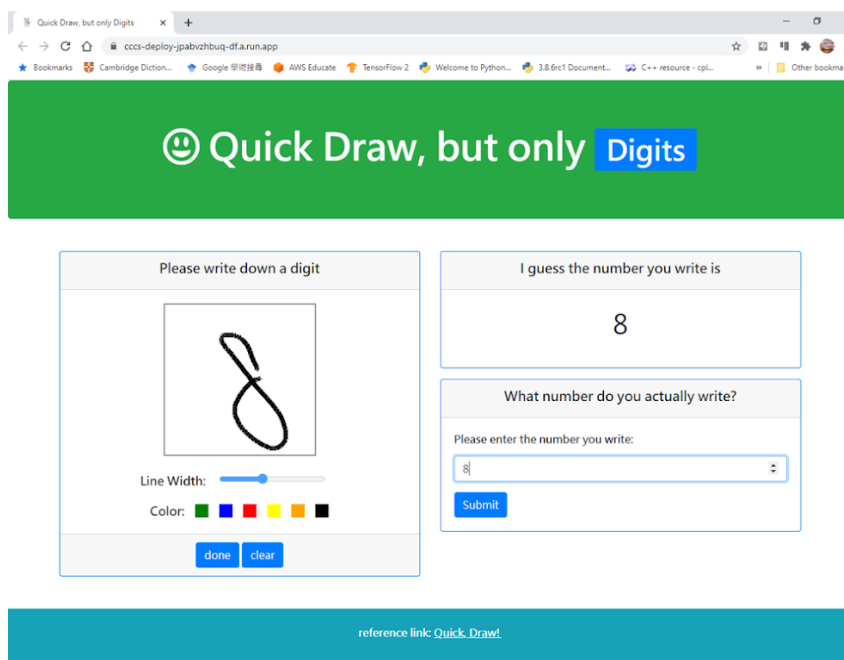 Quick Draw, but only Digits
cccs-deploy-jpabvzhbuq-df.a.run.app
Bookmarks Cambridge Diction... Google 學術搜尋 AWS Educate TensorFlow 2 Welcome to Python... 3.8.6rc1 Document... C++ resource - cpl... » Other bookma
Quick Draw, but only Digits
Please write down a digit
8
Line Width:
Color:
done clear
I guess the number you write is
8
What number do you actually write?
Please enter the number you write:
8
Submit
reference link: Quick, Draw!